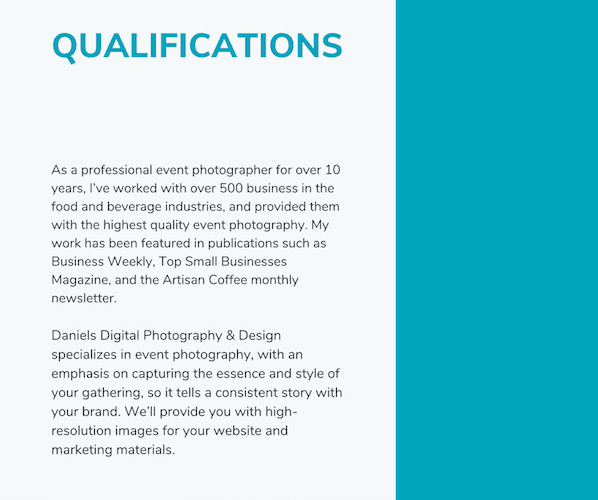 QUALIFICATIONS
As a professional event photographer for over 10
years, I've worked with over 500 business in the
food and beverage industries, and provided them
with the highest quality event photography. My
work has been featured in publications such as
Business Weekly, Top Small Businesses
Magazine, and the Artisan Coffee monthly
newsletter.
Daniels Digital Photography & Design
specializes in event photography, with an
emphasis on capturing the essence and style of
your gathering, so it tells a consistent story with
your brand. We'll provide you with high-
resolution images for your website and
marketing materials.